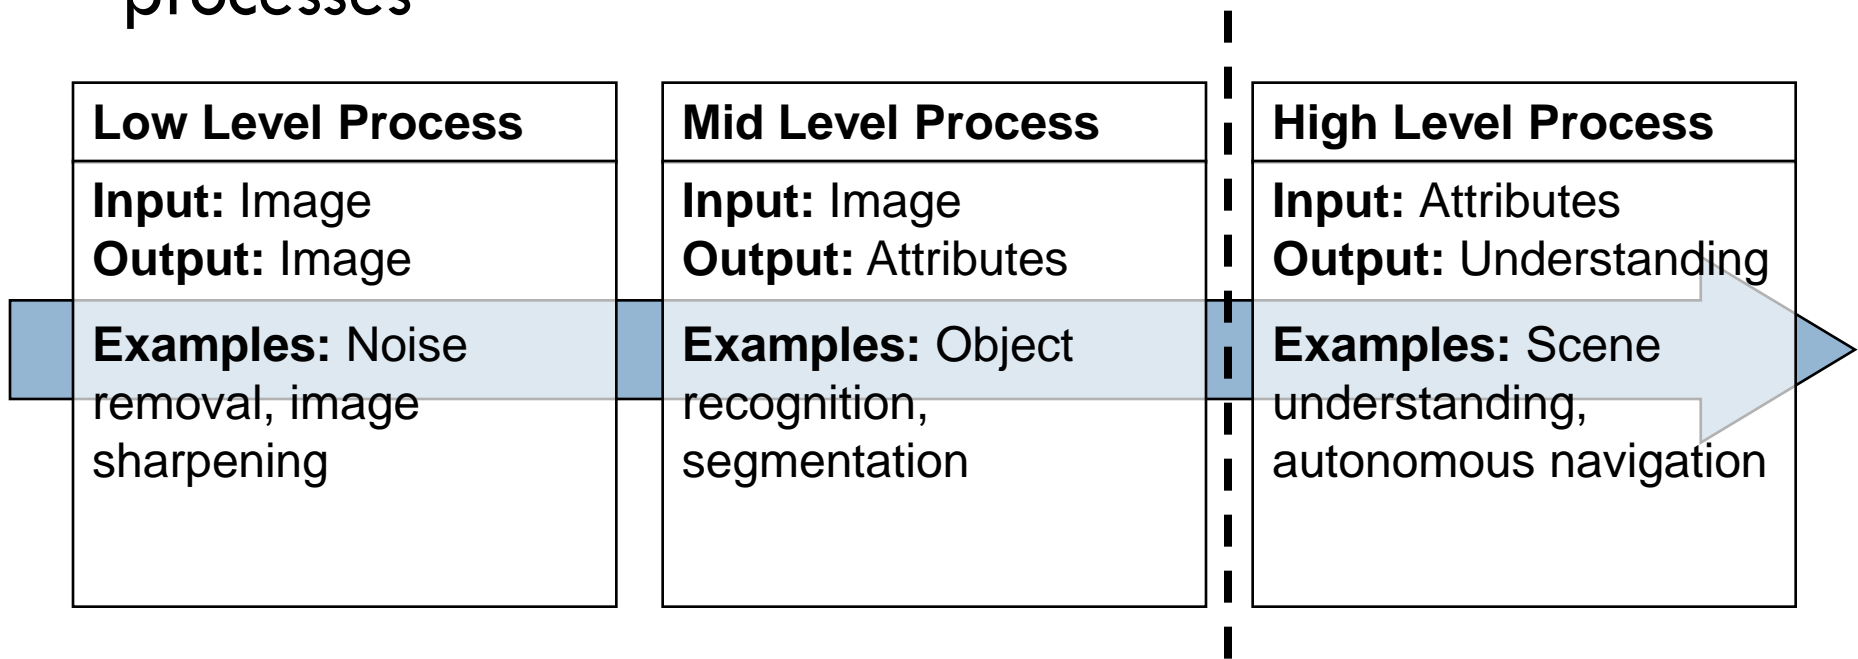 processes
Low Level Process
Input: Image
Output: Image
Examples: Noise
removal, image
sharpening
Mid Level Process
Input: Image
Output: Attributes
Examples: Object
recognition,
segmentation
High Level Process
Input: Attributes
Output: Understanding
Examples: Scene
understanding,
autonomous navigation